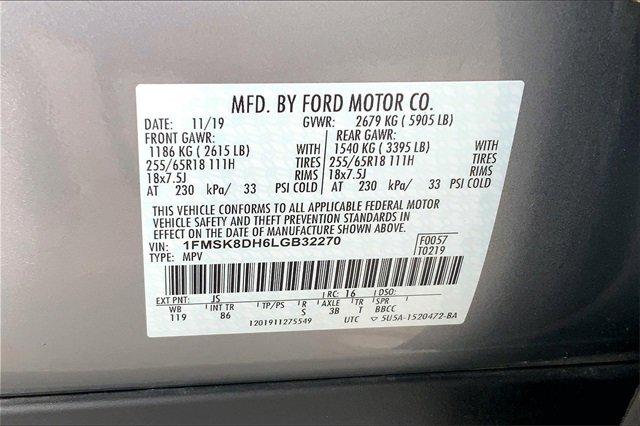 MFD. BY FORD MOTOR CO.
DATE: 11/19 GVWR: 2679 KG ( 5905 LB)
FRONT GAWR: REAR GAWR:
1186 KG ( 2615 LB) WITH 1540 KG ( 3395 LB) WITH
255/65R18 111H TIRES 255/65R18 111H TIRES
18x7.5J RIMS 18x7.5J RIMS
AT 230 kPa/ 33 PSI COLD AT 230 kPa/ 33 PSI COLD
THIS VEHICLE CONFORMS TO ALL APPLICABLE FEDERAL MOTOR
VEHICLE SAFETY AND THEFT PREVENTION STANDARDS IN
EFFECT ON THE DATE OF MANUFACTURE SHOWN ABOVE.
VIN: 1FMSK8DH6LGB32270 F0057
TYPE: MPV T0219
EXT PNT: JS RC: 16 DSO:
WB INT TR TP/PS R AXLE TR SPR
119 86 S 3B T BBCC
1201911275549 UTC ▽ 5U5A-1520472-BA